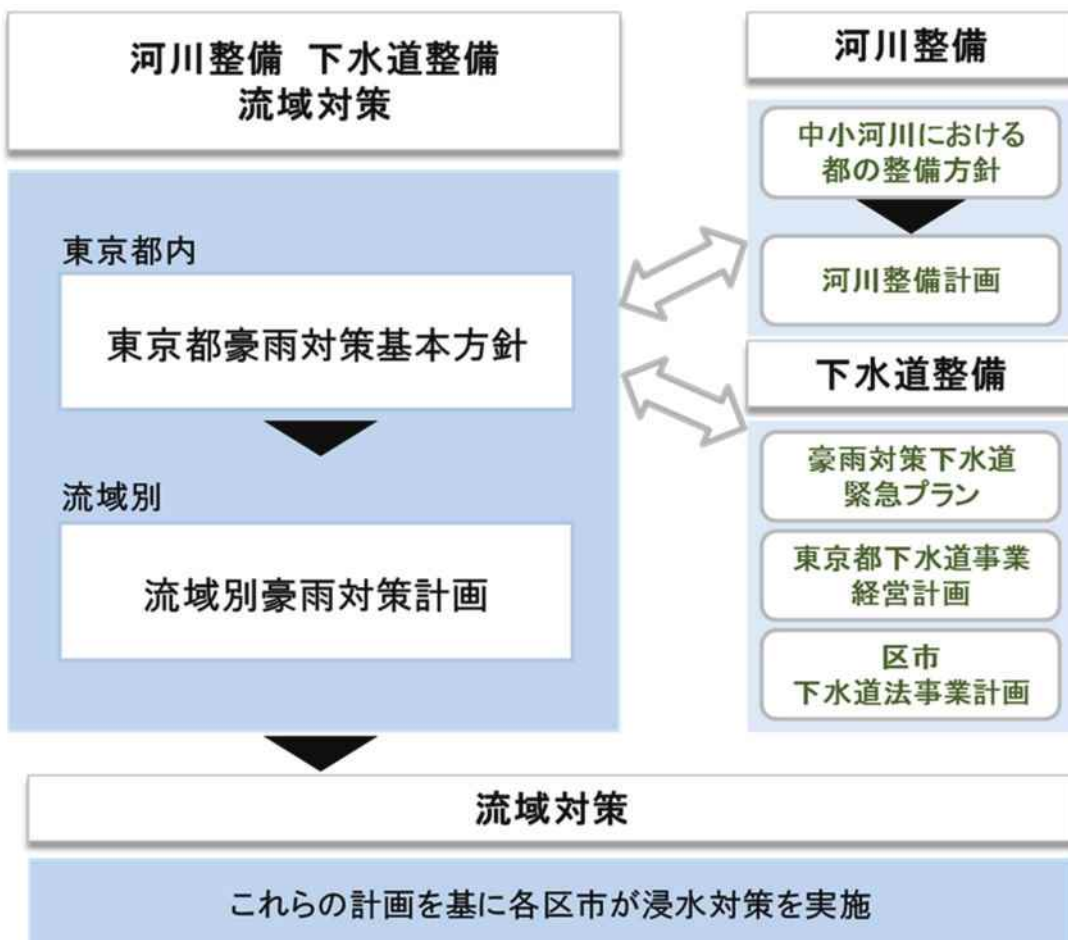 河川整備 下水道整備
流域対策
東京都内
東京都豪雨対策基本方針
流域別
流域別豪雨対策計画
河川整備
中小河川における
都の整備方針
河川整備計画
下水道整備
豪雨対策下水道
緊急プラン
東京都下水道事業
経営計画
区市
下水道法事業計画
流域対策
これらの計画を基に各区市が浸水対策を実施